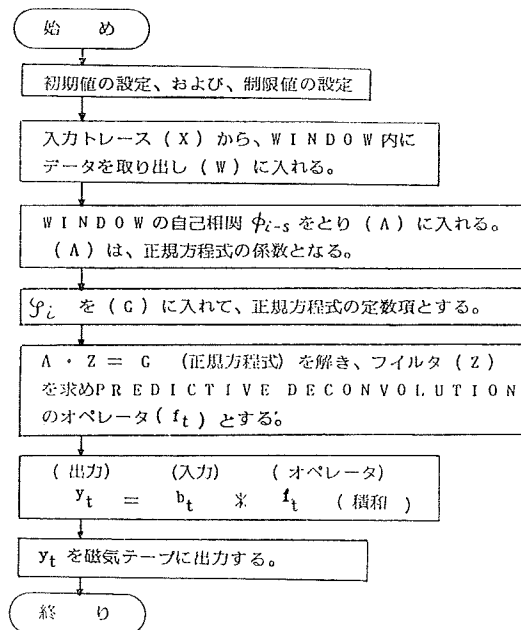 始め
初期値の設定、および、制限値の設定
入力トレース(X)から、WINDOW内に
データを取り出し(W)に入れる。
WINDOWの自己相関 ϕi-s をとり(A)に入れる。
(A)は、正規方程式の係数となる。
φi を(G)に入れて、正規方程式の定数項とする。
A・Z=G (正規方程式)を解き、フイルタ(Z)
を求めPREDICTIVE DECONVOLUTION
のオペレータ(ft)とする。
(出力) (入力) (オペレータ)
yt = bt * ft (積和)
ytを磁気テープに出力する。
終り